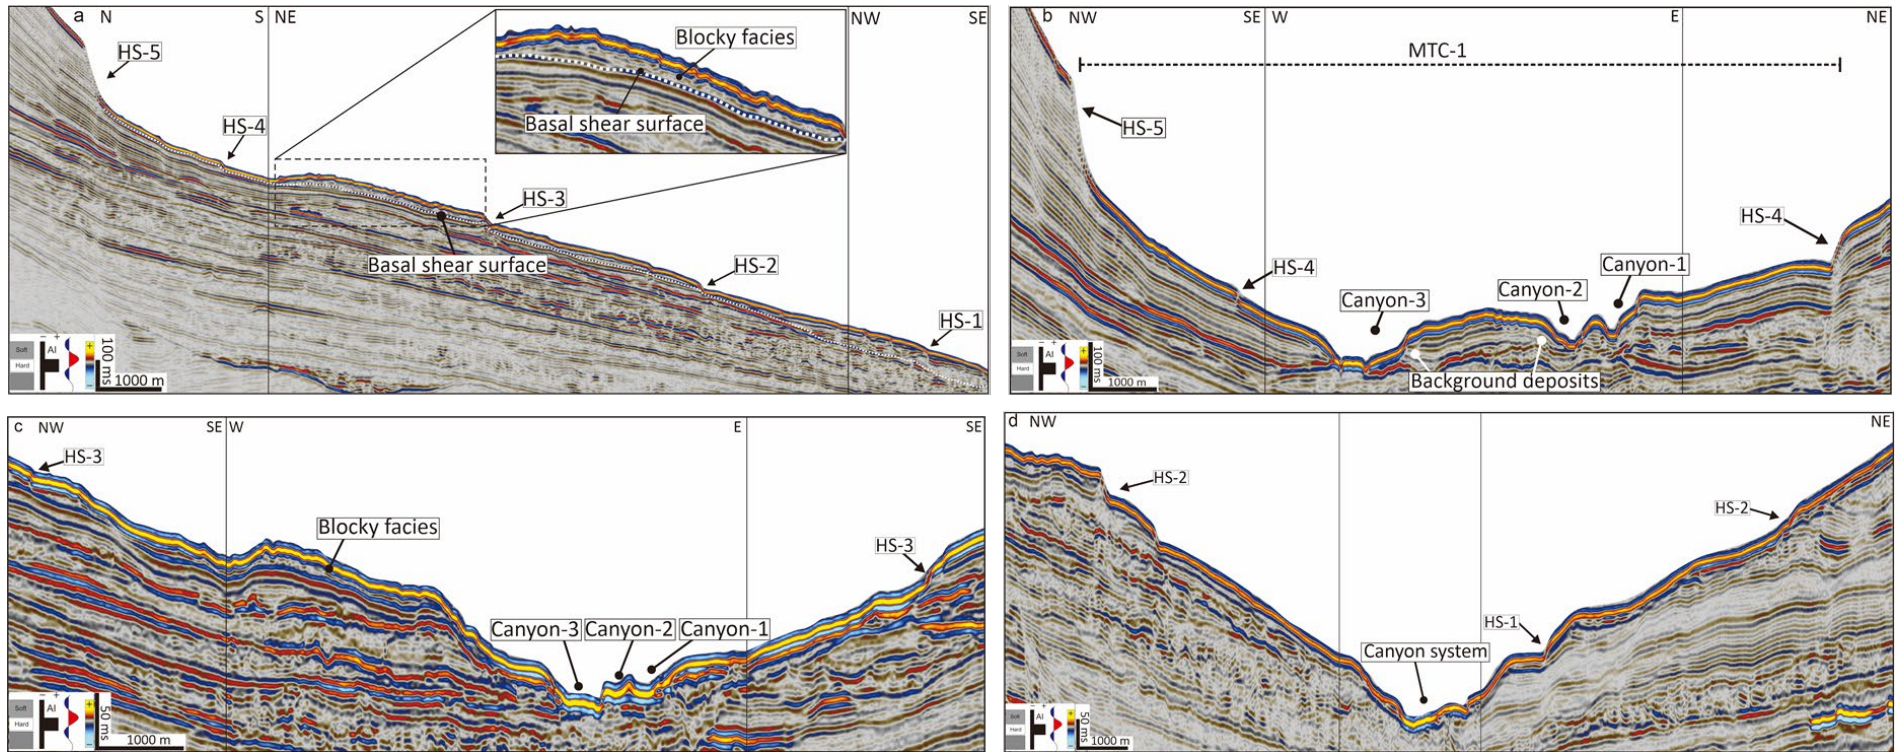 a N S NE NW SE
HS-5
HS-4
Blocky facies
Basal shear surface
HS-3
Basal shear surface
HS-2
HS-1
Soft
Hard
- +
AI
+
-
100 ms
1000 m
b NW SE W E NE
MTC-1
HS-5
HS-4
HS-4
Canyon-1
Canyon-2
Canyon-3
Background deposits
Soft
Hard
- +
AI
+
-
100 ms
1000 m
c NW SE W E SE
HS-3
Blocky facies
HS-3
Canyon-3 Canyon-2 Canyon-1
Soft
Hard
- +
AI
+
-
50 ms
1000 m
d NW NE
HS-2
HS-2
HS-1
Canyon system
Soft
Hard
- +
AI
+
-
50 ms
1000 m